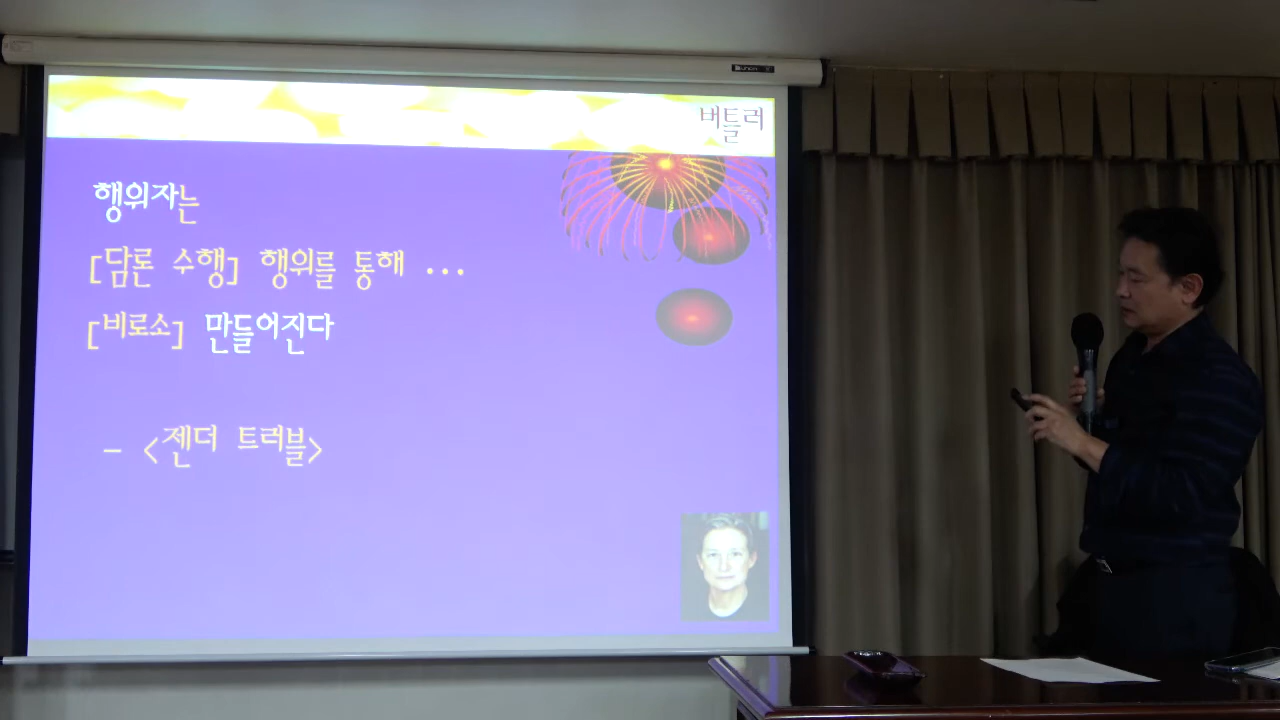 버틀러
행위자는
[담론 수행] 행위를 통해 ...
[비로소] 만들어진다
- <젠더 트러블>